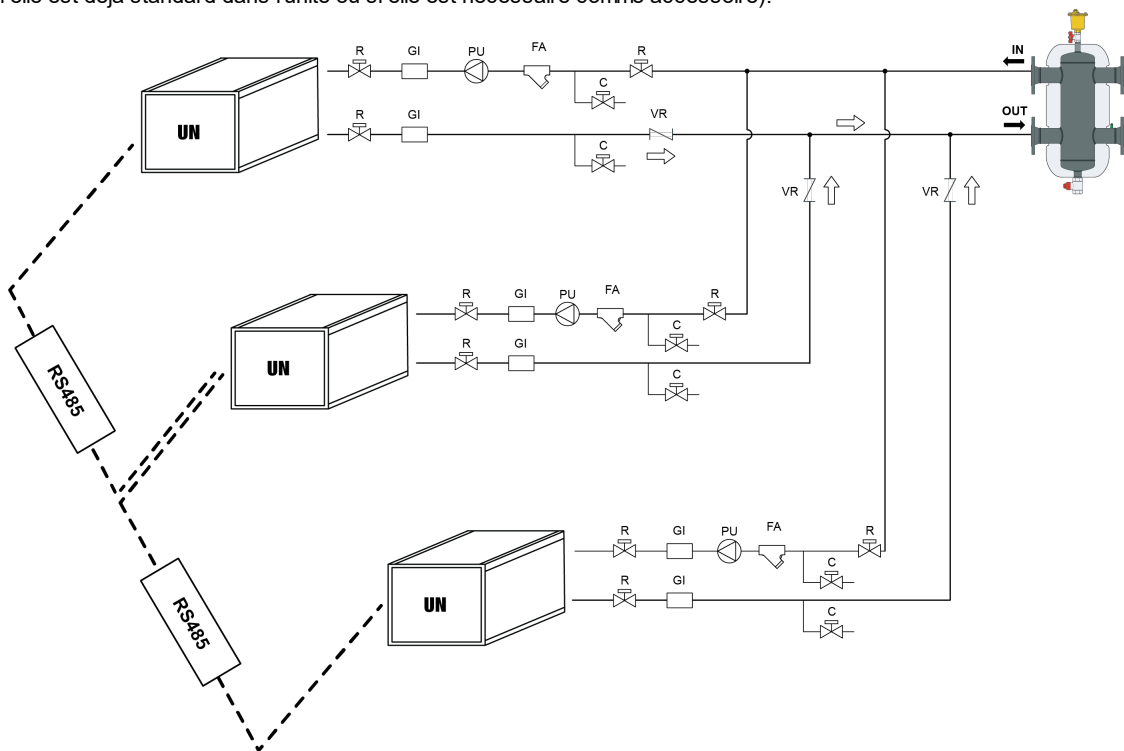 elle est déjà standard dans l'unité ou si elle est nécessaire comme accessoire).
R GI PU FA R IN
C
UN
R GI VR OUT
C
VR VR
R GI PU FA R
C
UN
R GI
C
RS485
R GI PU FA R
C
UN
R GI
C
RS485